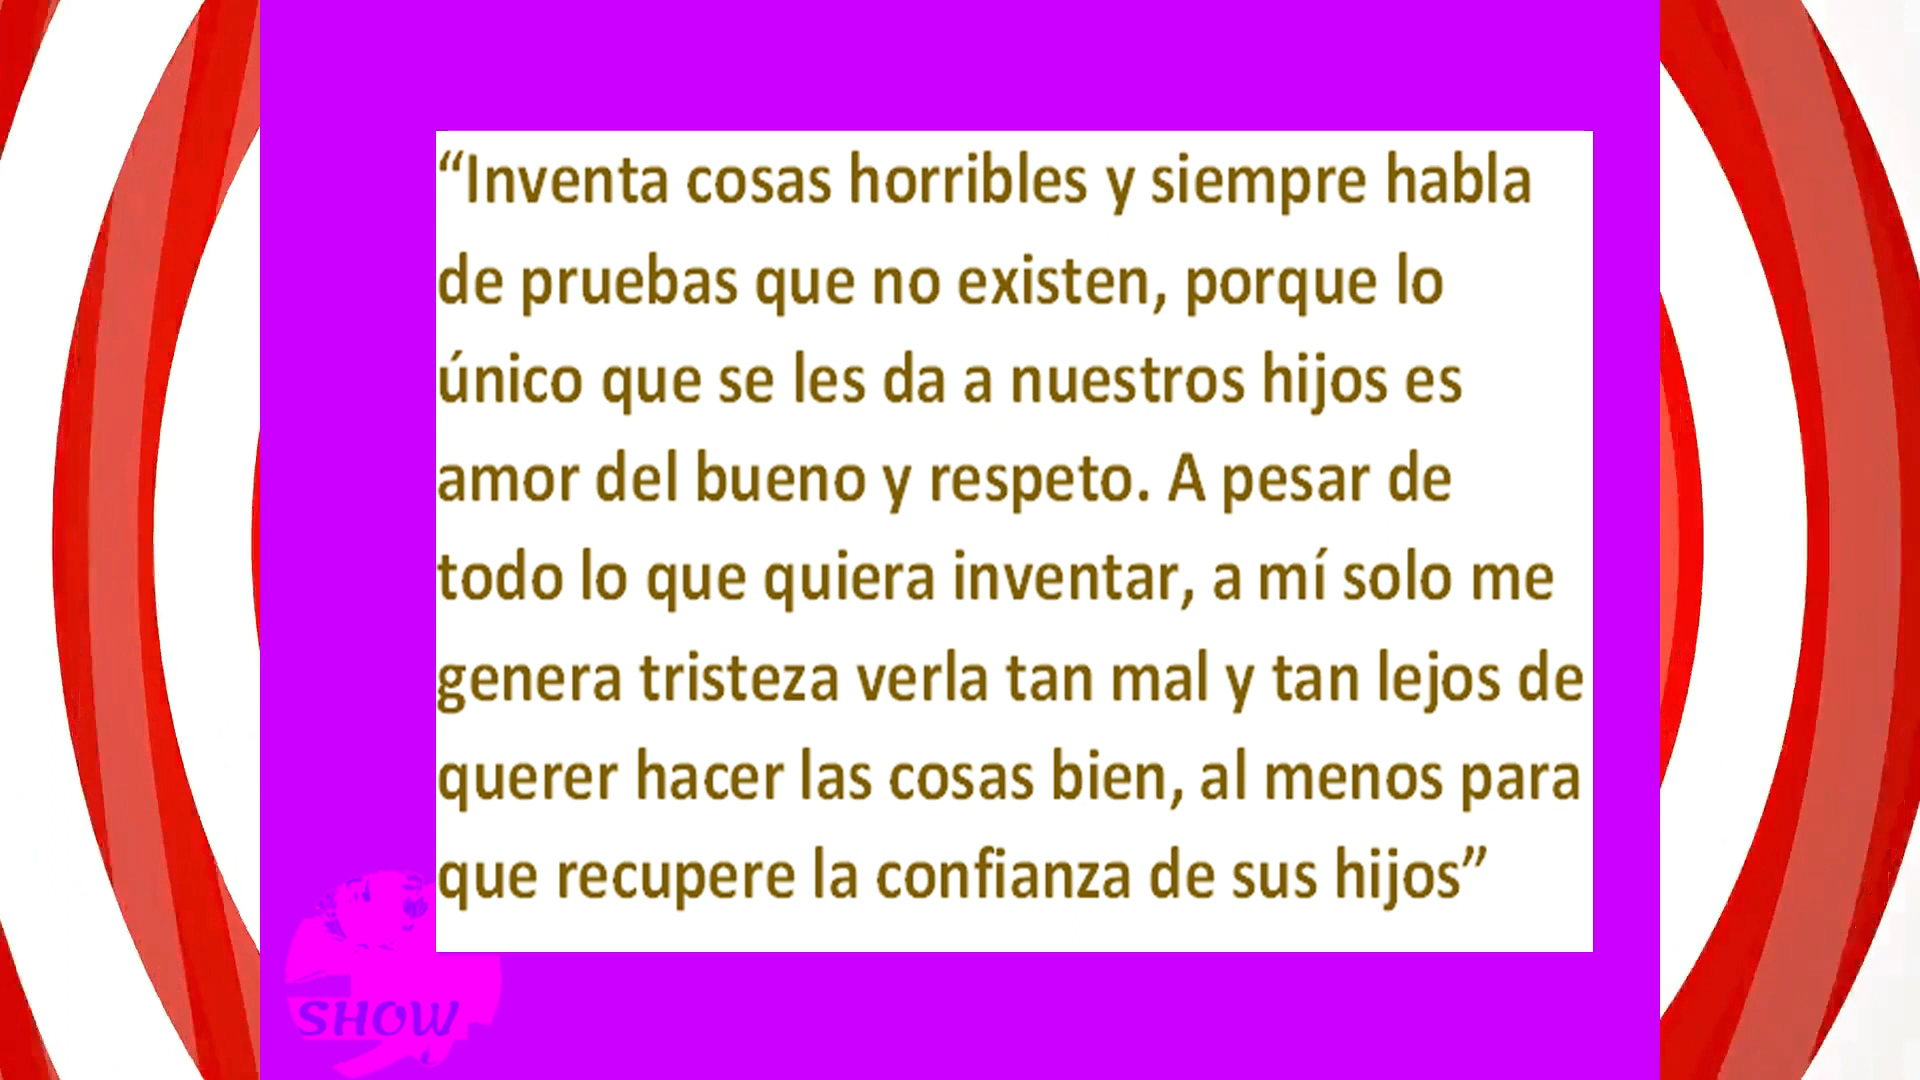 “Inventa cosas horribles y siempre habla
de pruebas que no existen, porque lo
único que se les da a nuestros hijos es
amor del bueno y respeto. A pesar de
todo lo que quiera inventar, a mí solo me
genera tristeza verla tan mal y tan lejos de
querer hacer las cosas bien, al menos para
que recupere la confianza de sus hijos”
SHOW